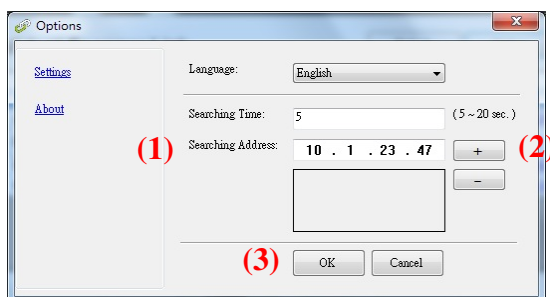 Options
Settings
About
Language: English
Searching Time: 5 ( 5 ~ 20 sec. )
(1) Searching Address: 10 . 1 . 23 . 47 + (2)
–
(3) OK Cancel